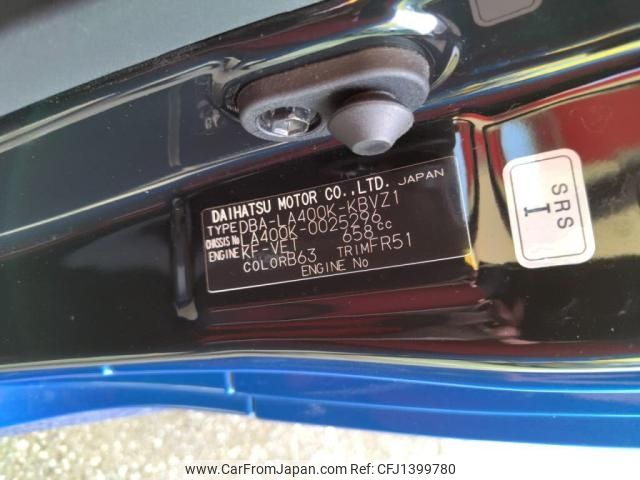 DAIHATSU MOTOR CO.,LTD. JAPAN
TYPE DBA-LA400K-KBVZ1
CHASSIS No LA400K-0025296
ENGINE KF-VET 658cc
COLOR B63 TRIM FR51
ENGINE No
SRS
I
www.CarFromJapan.com © CarFromJapan CFJ1399780